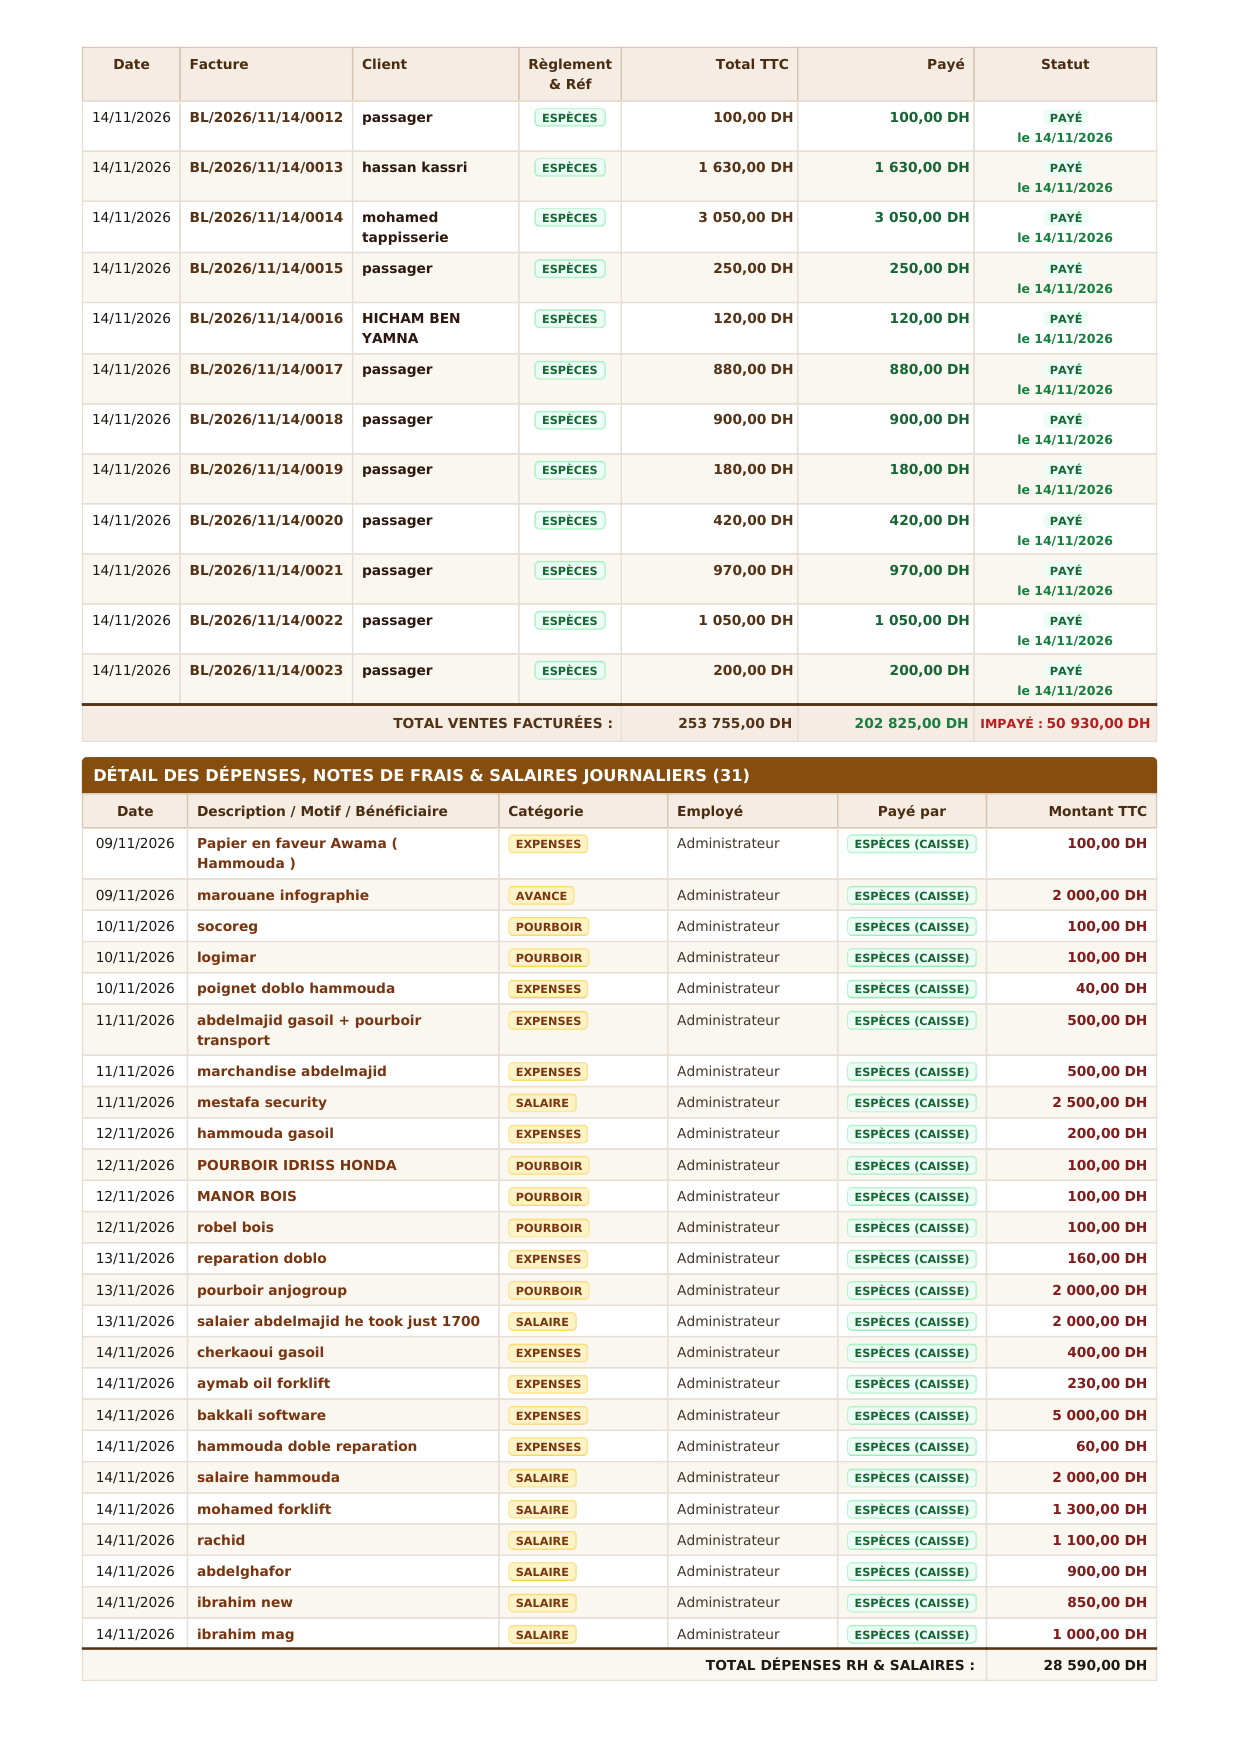 Date Facture Client Règlement & Réf Total TTC Payé Statut
14/11/2026 BL/2026/11/14/0012 passager ESPÈCES 100,00 DH 100,00 DH PAYÉ
le 14/11/2026
14/11/2026 BL/2026/11/14/0013 hassan kassri ESPÈCES 1 630,00 DH 1 630,00 DH PAYÉ
le 14/11/2026
14/11/2026 BL/2026/11/14/0014 mohamed tappisserie ESPÈCES 3 050,00 DH 3 050,00 DH PAYÉ
le 14/11/2026
14/11/2026 BL/2026/11/14/0015 passager ESPÈCES 250,00 DH 250,00 DH PAYÉ
le 14/11/2026
14/11/2026 BL/2026/11/14/0016 HICHAM BEN YAMNA ESPÈCES 120,00 DH 120,00 DH PAYÉ
le 14/11/2026
14/11/2026 BL/2026/11/14/0017 passager ESPÈCES 880,00 DH 880,00 DH PAYÉ
le 14/11/2026
14/11/2026 BL/2026/11/14/0018 passager ESPÈCES 900,00 DH 900,00 DH PAYÉ
le 14/11/2026
14/11/2026 BL/2026/11/14/0019 passager ESPÈCES 180,00 DH 180,00 DH PAYÉ
le 14/11/2026
14/11/2026 BL/2026/11/14/0020 passager ESPÈCES 420,00 DH 420,00 DH PAYÉ
le 14/11/2026
14/11/2026 BL/2026/11/14/0021 passager ESPÈCES 970,00 DH 970,00 DH PAYÉ
le 14/11/2026
14/11/2026 BL/2026/11/14/0022 passager ESPÈCES 1 050,00 DH 1 050,00 DH PAYÉ
le 14/11/2026
14/11/2026 BL/2026/11/14/0023 passager ESPÈCES 200,00 DH 200,00 DH PAYÉ
le 14/11/2026
TOTAL VENTES FACTURÉES : 253 755,00 DH 202 825,00 DH IMPAYÉ : 50 930,00 DH
DÉTAIL DES DÉPENSES, NOTES DE FRAIS & SALAIRES JOURNALIERS (31)
Date Description / Motif / Bénéficiaire Catégorie Employé Payé par Montant TTC
09/11/2026 Papier en faveur Awama ( Hammouda ) EXPENSES Administrateur ESPÈCES (CAISSE) 100,00 DH
09/11/2026 marouane infographie AVANCE Administrateur ESPÈCES (CAISSE) 2 000,00 DH
10/11/2026 socoreg POURBOIR Administrateur ESPÈCES (CAISSE) 100,00 DH
10/11/2026 logimar POURBOIR Administrateur ESPÈCES (CAISSE) 100,00 DH
10/11/2026 poignet doblo hammouda EXPENSES Administrateur ESPÈCES (CAISSE) 40,00 DH
11/11/2026 abdelmajid gasoil + pourboir transport EXPENSES Administrateur ESPÈCES (CAISSE) 500,00 DH
11/11/2026 marchandise abdelmajid EXPENSES Administrateur ESPÈCES (CAISSE) 500,00 DH
11/11/2026 mestafa security SALAIRE Administrateur ESPÈCES (CAISSE) 2 500,00 DH
12/11/2026 hammouda gasoil EXPENSES Administrateur ESPÈCES (CAISSE) 200,00 DH
12/11/2026 POURBOIR IDRISS HONDA POURBOIR Administrateur ESPÈCES (CAISSE) 100,00 DH
12/11/2026 MANOR BOIS POURBOIR Administrateur ESPÈCES (CAISSE) 100,00 DH
12/11/2026 robel bois POURBOIR Administrateur ESPÈCES (CAISSE) 100,00 DH
13/11/2026 reparation doblo EXPENSES Administrateur ESPÈCES (CAISSE) 160,00 DH
13/11/2026 pourboir anjogroup POURBOIR Administrateur ESPÈCES (CAISSE) 2 000,00 DH
13/11/2026 salaier abdelmajid he took just 1700 SALAIRE Administrateur ESPÈCES (CAISSE) 2 000,00 DH
14/11/2026 cherkaoui gasoil EXPENSES Administrateur ESPÈCES (CAISSE) 400,00 DH
14/11/2026 aymab oil forklift EXPENSES Administrateur ESPÈCES (CAISSE) 230,00 DH
14/11/2026 bakkali software EXPENSES Administrateur ESPÈCES (CAISSE) 5 000,00 DH
14/11/2026 hammouda doble reparation EXPENSES Administrateur ESPÈCES (CAISSE) 60,00 DH
14/11/2026 salaire hammouda SALAIRE Administrateur ESPÈCES (CAISSE) 2 000,00 DH
14/11/2026 mohamed forklift SALAIRE Administrateur ESPÈCES (CAISSE) 1 300,00 DH
14/11/2026 rachid SALAIRE Administrateur ESPÈCES (CAISSE) 1 100,00 DH
14/11/2026 abdelghafor SALAIRE Administrateur ESPÈCES (CAISSE) 900,00 DH
14/11/2026 ibrahim new SALAIRE Administrateur ESPÈCES (CAISSE) 850,00 DH
14/11/2026 ibrahim mag SALAIRE Administrateur ESPÈCES (CAISSE) 1 000,00 DH
TOTAL DÉPENSES RH & SALAIRES : 28 590,00 DH